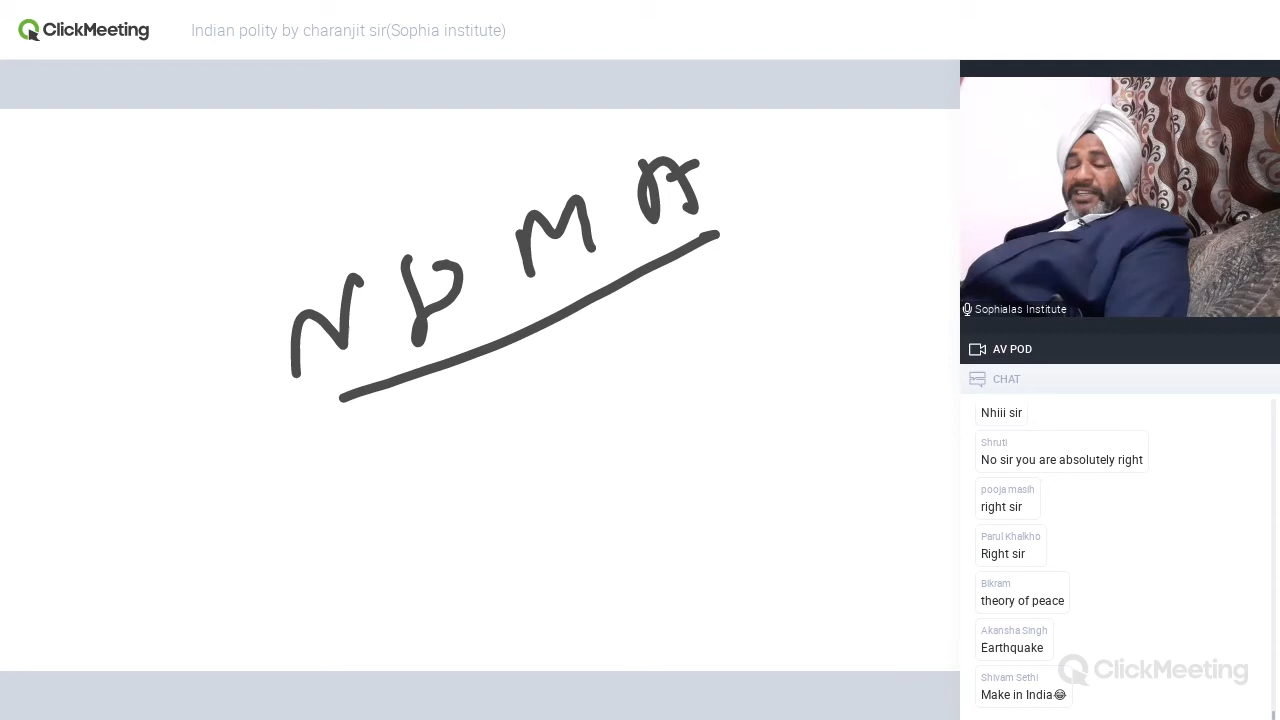 ClickMeeting
Indian polity by charanjit sir(Sophia institute)
N D M A
SophiaIas Institute
AV POD
CHAT
Nhiii sir
Shruti
No sir you are absolutely right
pooja masih
right sir
Parul Khalkho
Right sir
Bikram
theory of peace
Akansha Singh
Earthquake
Shivam Sethi
Make in India😂
ClickMeeting